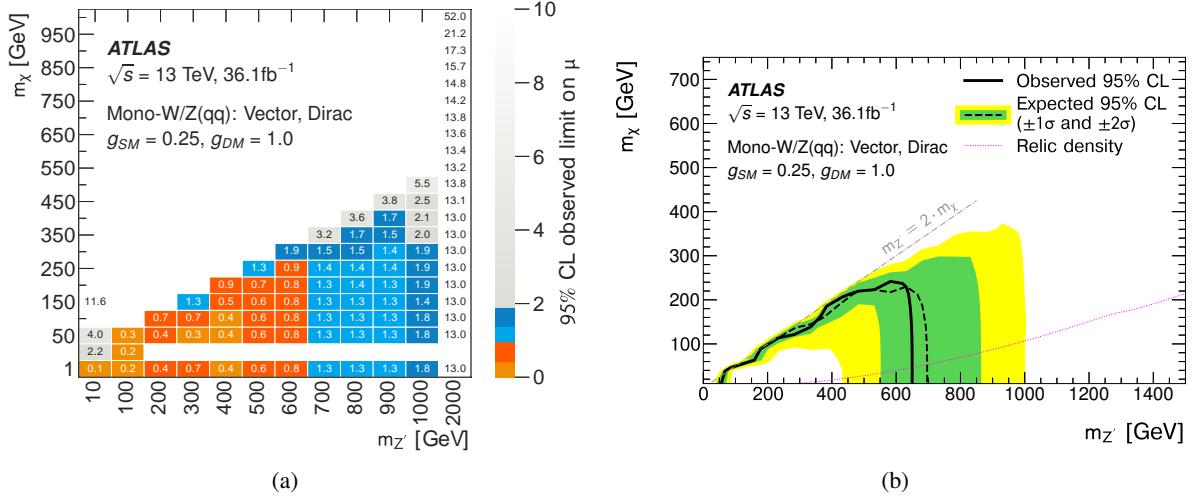 mχ [GeV]
52.0
950 21.2
ATLAS 17.3
850 √s = 13 TeV, 36.1fb⁻¹ 15.7
14.8
750 Mono-W/Z(qq): Vector, Dirac 14.2
13.8
650 gSM = 0.25, gDM = 1.0 13.6
13.4
550 13.2
5.5 13.8
450 3.8 2.5 13.1
3.6 1.7 2.1 13.0
350 3.2 1.7 1.5 2.0 13.0
1.9 1.5 1.5 1.4 1.9 13.0
250 1.3 0.9 1.4 1.4 1.4 1.9 13.0
0.9 0.7 0.8 1.4 1.3 1.3 1.9 13.0
150 11.6 1.3 0.5 0.6 0.8 1.3 1.3 1.3 1.4 13.0
0.7 0.7 0.4 0.6 0.8 1.3 1.3 1.3 1.9 13.0
50 4.0 0.3 0.4 0.3 0.4 0.6 0.8 1.3 1.3 1.3 1.8 13.0
2.2 0.2
1 0.1 0.2 0.4 0.7 0.4 0.6 0.8 1.3 1.3 1.3 1.8 13.0
10 100 200 300 400 500 600 700 800 900 1000 2000
mZ′ [GeV]
10
8
6
4
2
0
95% CL observed limit on μ
(a)
mχ [GeV]
700
600
500
400
300
200
100
ATLAS
√s = 13 TeV, 36.1fb⁻¹
Mono-W/Z(qq): Vector, Dirac
gSM = 0.25, gDM = 1.0
Observed 95% CL
Expected 95% CL
(±1σ and ±2σ)
Relic density
mZ′ = 2 · mχ
0 200 400 600 800 1000 1200 1400
mZ′ [GeV]
(b)